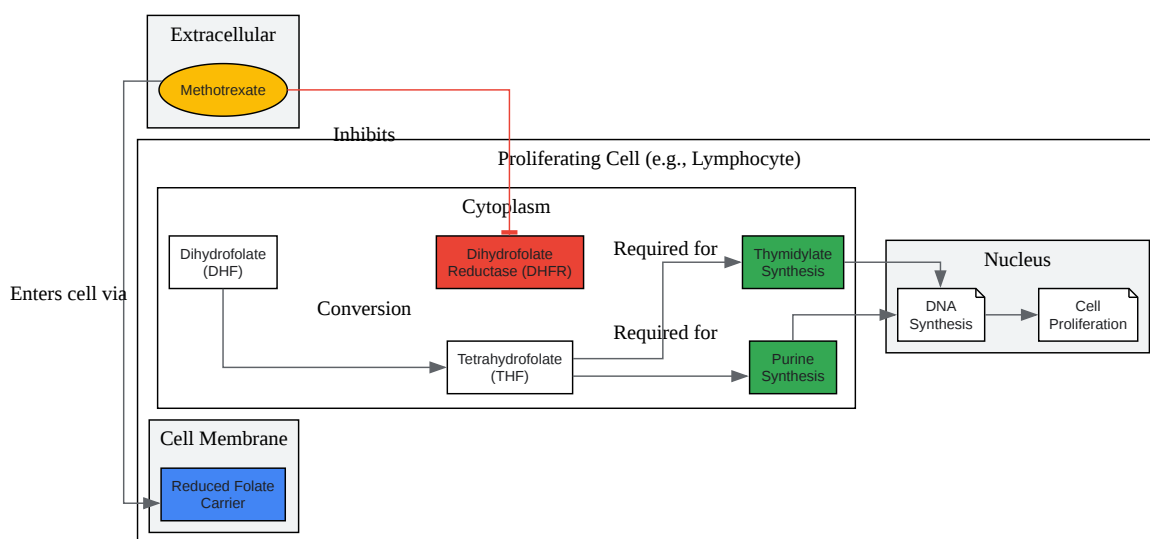 Extracellular
Methotrexate
Inhibits
Proliferating Cell (e.g., Lymphocyte)
Cytoplasm
Dihydrofolate
(DHF)
Dihydrofolate
Reductase (DHFR)
Required for
Thymidylate
Synthesis
Nucleus
Enters cell via
Conversion
DNA
Synthesis
Cell
Proliferation
Required for
Tetrahydrofolate
(THF)
Purine
Synthesis
Cell Membrane
Reduced Folate
Carrier